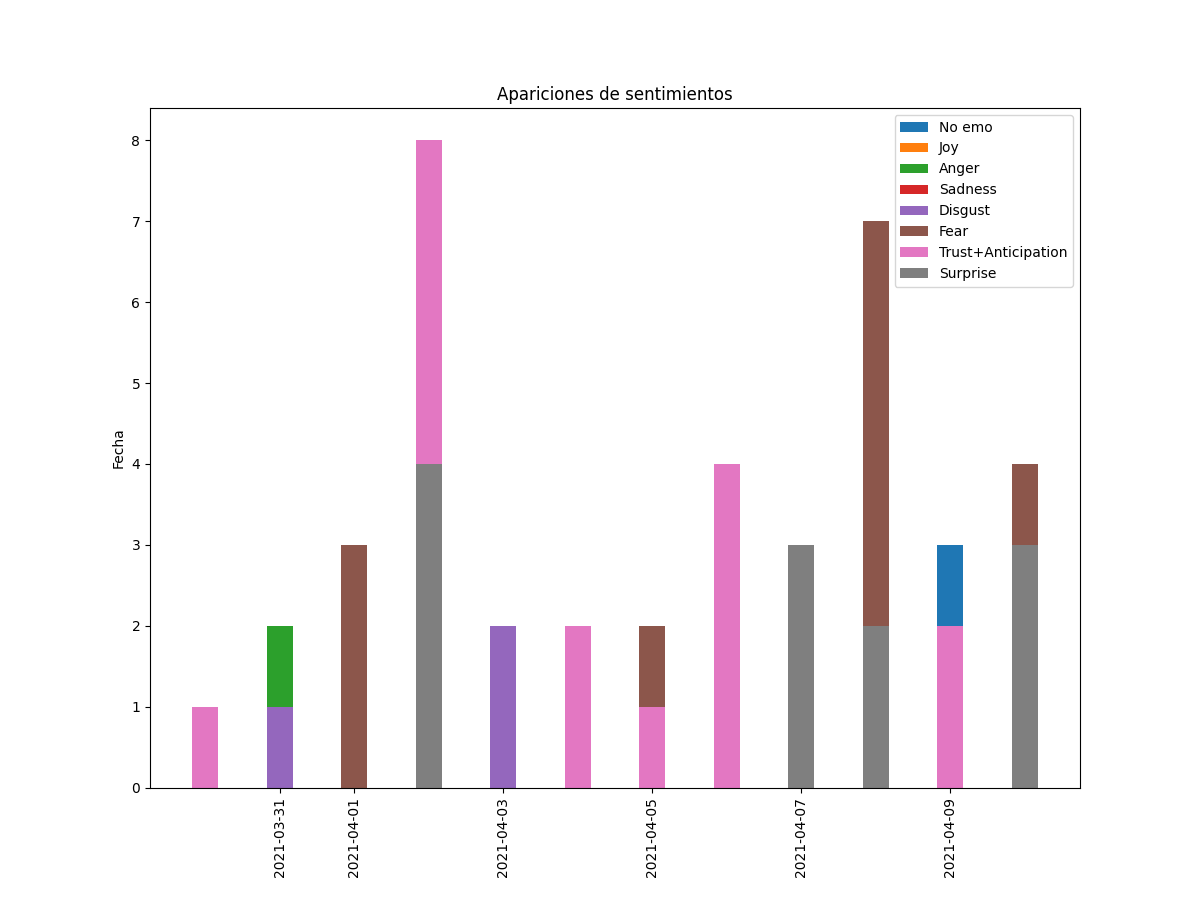 Apariciones de sentimientos
No emo
Joy
Anger
Sadness
Disgust
Fear
Trust+Anticipation
Surprise
Fecha
8
7
6
5
4
3
2
1
0
2021-03-31
2021-04-01
2021-04-03
2021-04-05
2021-04-07
2021-04-09